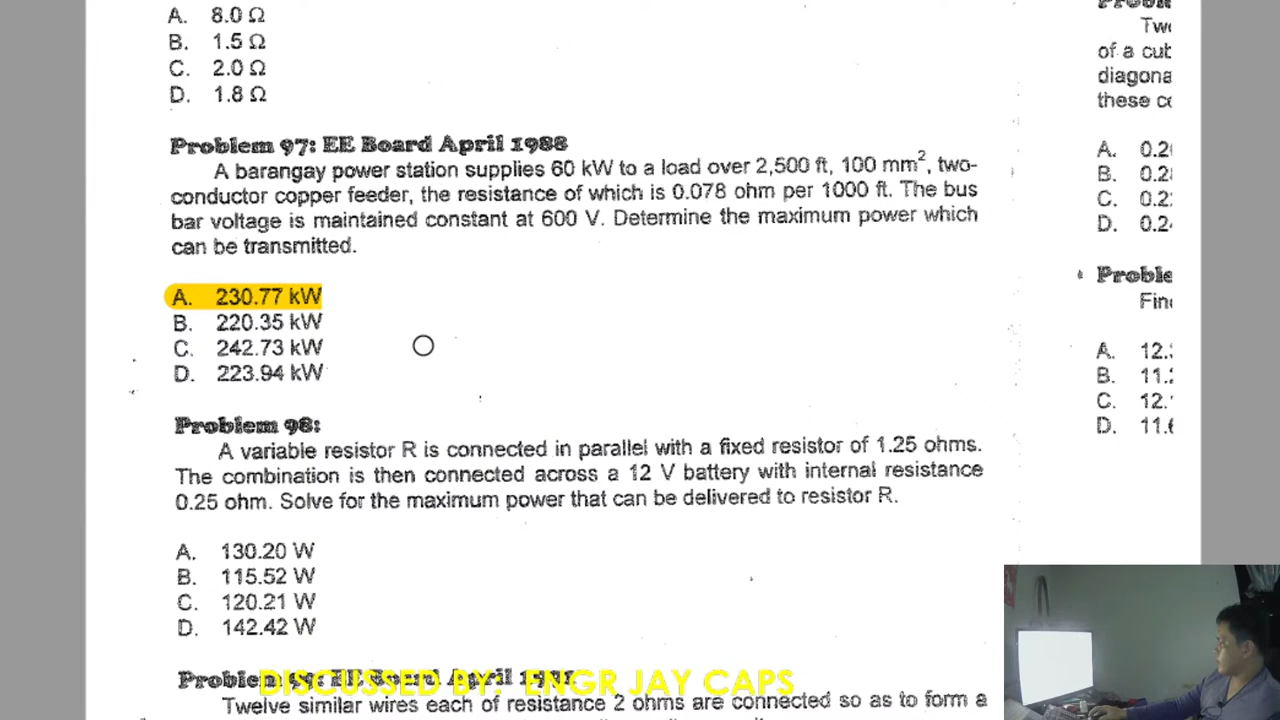 A. 8.0 Ω
B. 1.5 Ω
C. 2.0 Ω
D. 1.8 Ω
Problem 97: EE Board April 1988
A barangay power station supplies 60 kW to a load over 2,500 ft, 100 mm², two-
conductor copper feeder, the resistance of which is 0.078 ohm per 1000 ft. The bus
bar voltage is maintained constant at 600 V. Determine the maximum power which
can be transmitted.
A. 230.77 kW
B. 220.35 kW
C. 242.73 kW
D. 223.94 kW
Problem 98:
A variable resistor R is connected in parallel with a fixed resistor of 1.25 ohms.
The combination is then connected across a 12 V battery with internal resistance
0.25 ohm. Solve for the maximum power that can be delivered to resistor R.
A. 130.20 W
B. 115.52 W
C. 120.21 W
D. 142.42 W
Problem 99: EE Board April
DISCUSSED BY: ENGR JAY CAPS
Twelve similar wires each of resistance 2 ohms are connected so as to form a
of a cub
diagona
these co
A. 0.2
B. 0.2
C. 0.2
D. 0.2
Proble
Fin
A. 12.
B. 11.
C. 12.
D. 11.